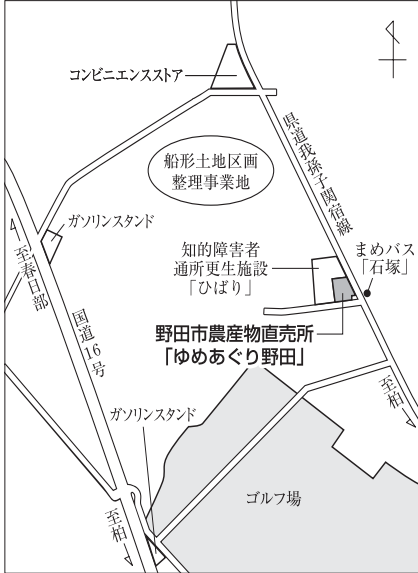 コンビニエンスストア
県道我孫子関宿線
船形土地区画
整理事業地
ガソリンスタンド
至春日部
知的障害者
通所更生施設
「ひばり」
まめバス
「石塚」
国道16号
野田市農産物直売所
「ゆめあぐり野田」
ガソリンスタンド
至柏
ゴルフ場
至柏